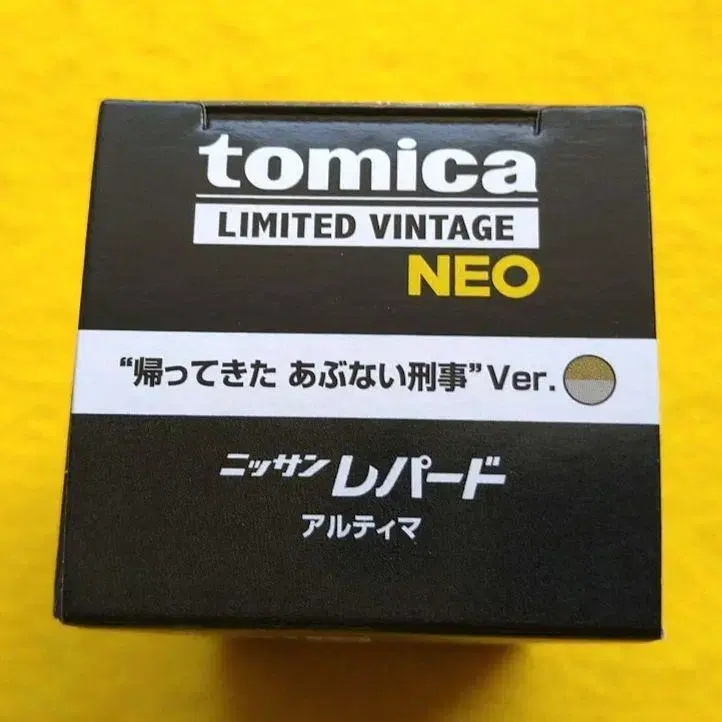 tomica
LIMITED VINTAGE
NEO
“帰ってきた あぶない刑事” Ver.
ニッサン レパード
アルティマ